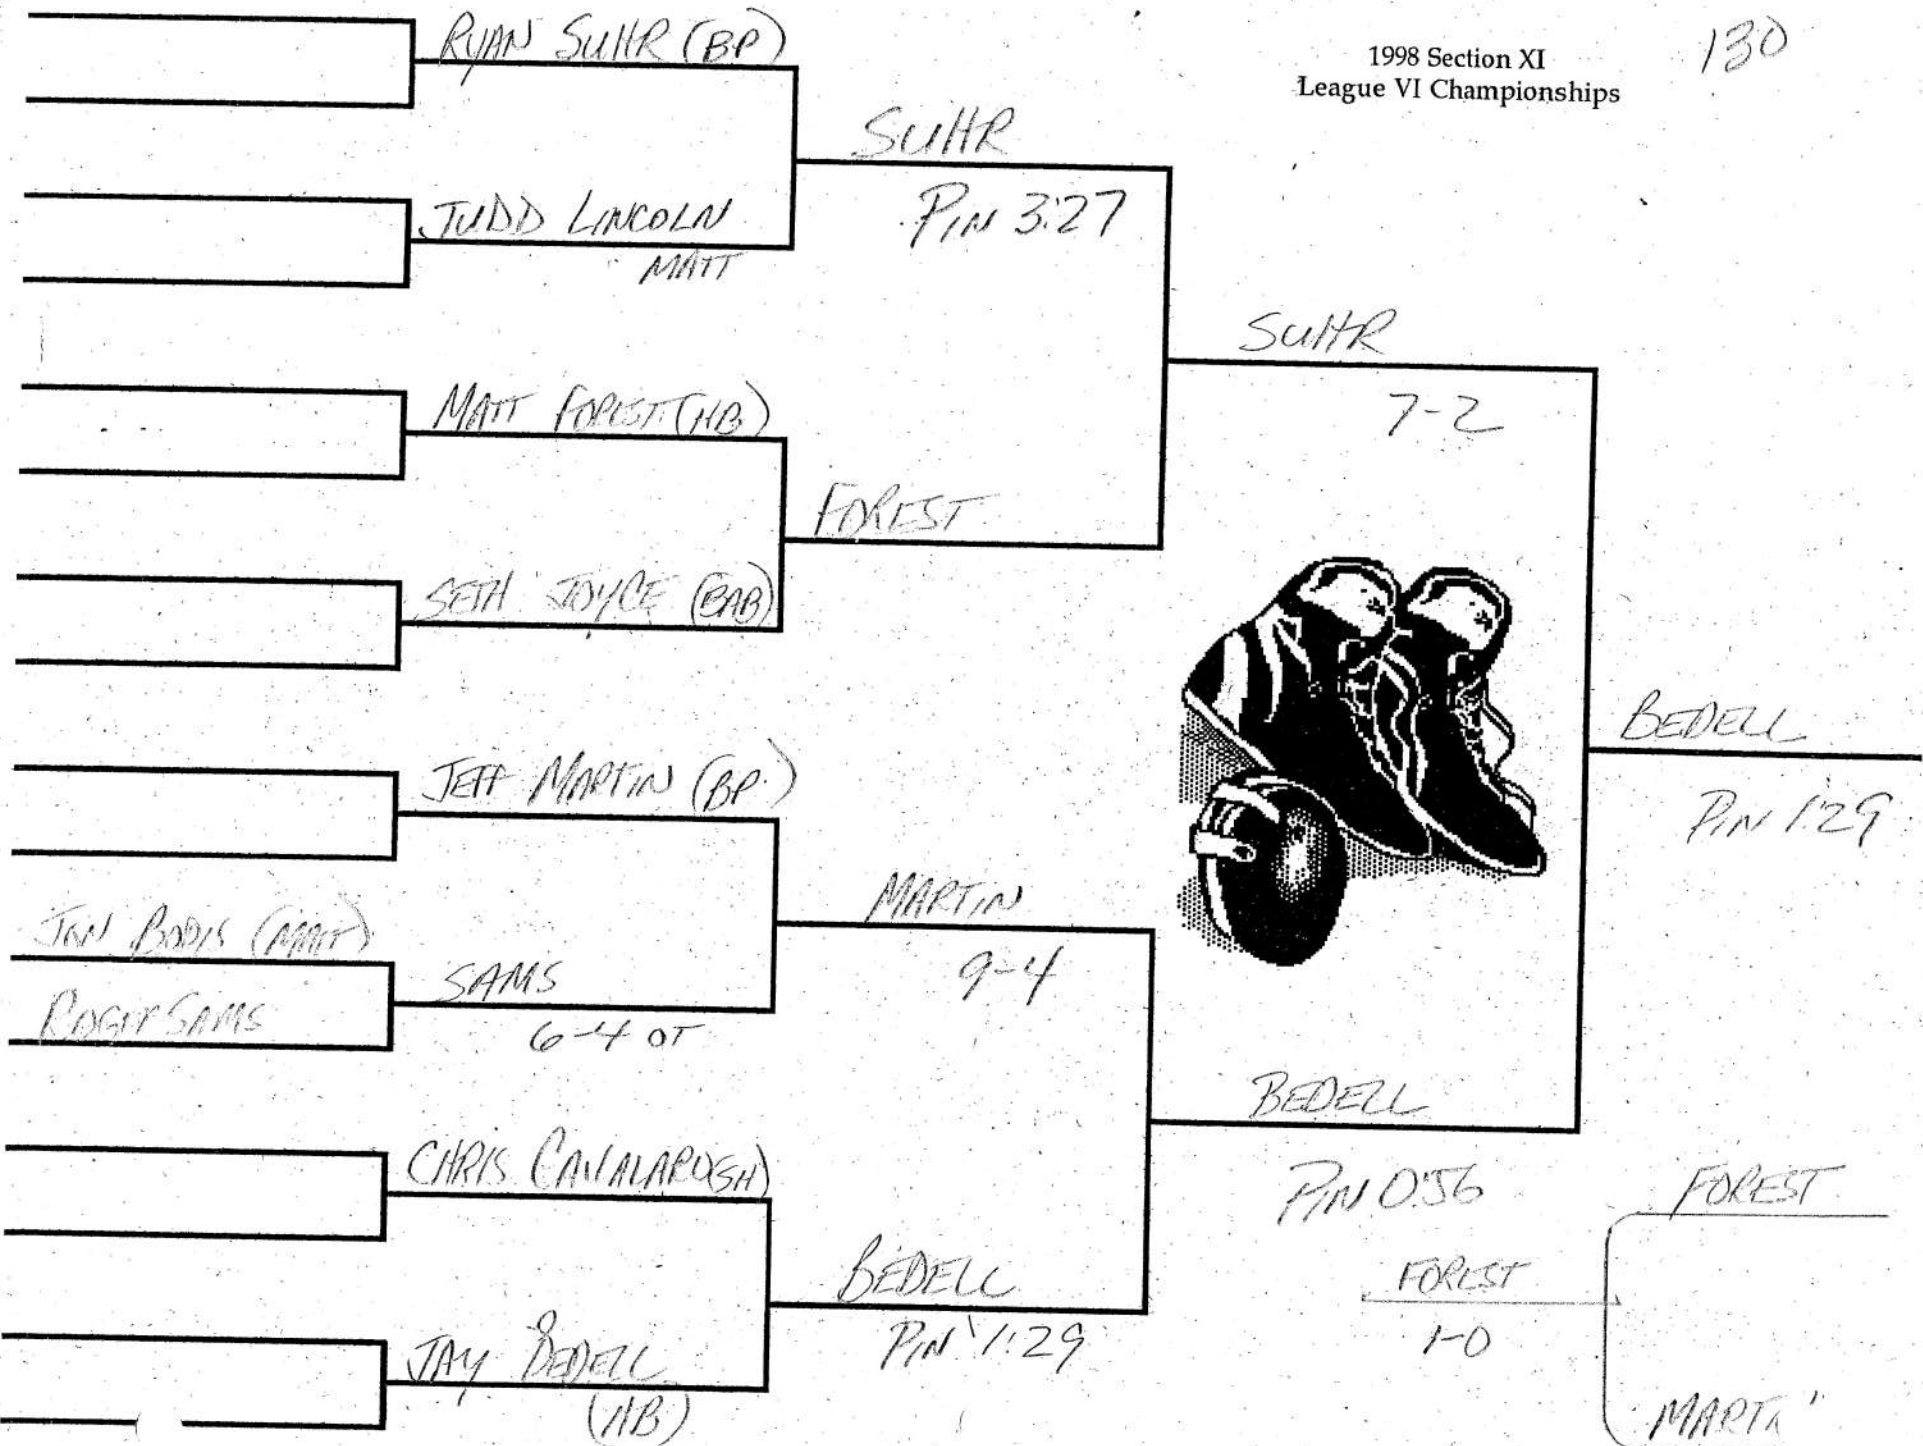 1998 Section XI
League VI Championships
130
RYAN SUHR (BP)
SUHR
PIN 3:27
JUDD LINCOLN
MATT
SUHR
7-2
MATT FOREST (HB)
FOREST
SETH JOYCE (BAB)
BEDELL
PIN 1:29
JEFF MARTIN (BP.)
MARTIN
9-4
(MATT)
SAMS
6-4 OT
ROGER SAMS
BEDELL
PIN 0:56
CHRIS
BEDELL
PIN 1:29
JAY BEDELL
(HB)
FOREST
FOREST
1-0